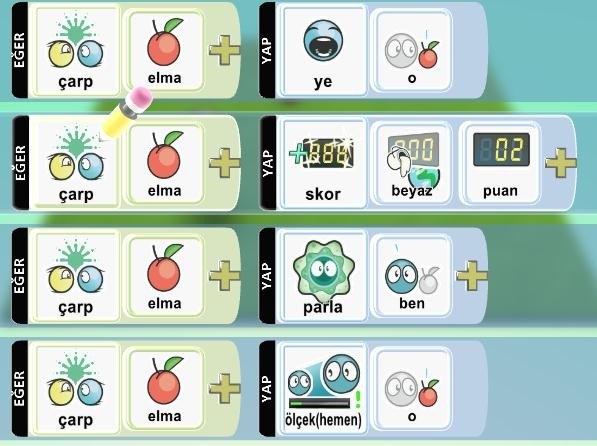 EĞER çarp elma YAP ye o
EĞER çarp elma YAP skor beyaz puan 02
EĞER çarp elma YAP parla ben
EĞER çarp elma YAP ölçek(hemen) o